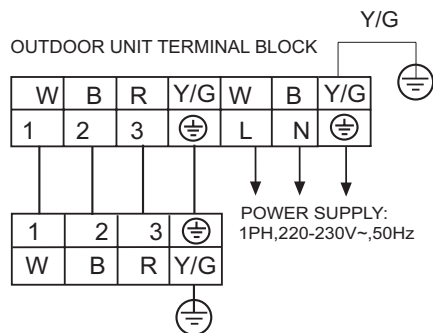 Y/G
OUTDOOR UNIT TERMINAL BLOCK
W B R Y/G W B Y/G
1 2 3 L N
POWER SUPPLY:
1PH,220-230V~,50Hz
1 2 3
W B R Y/G